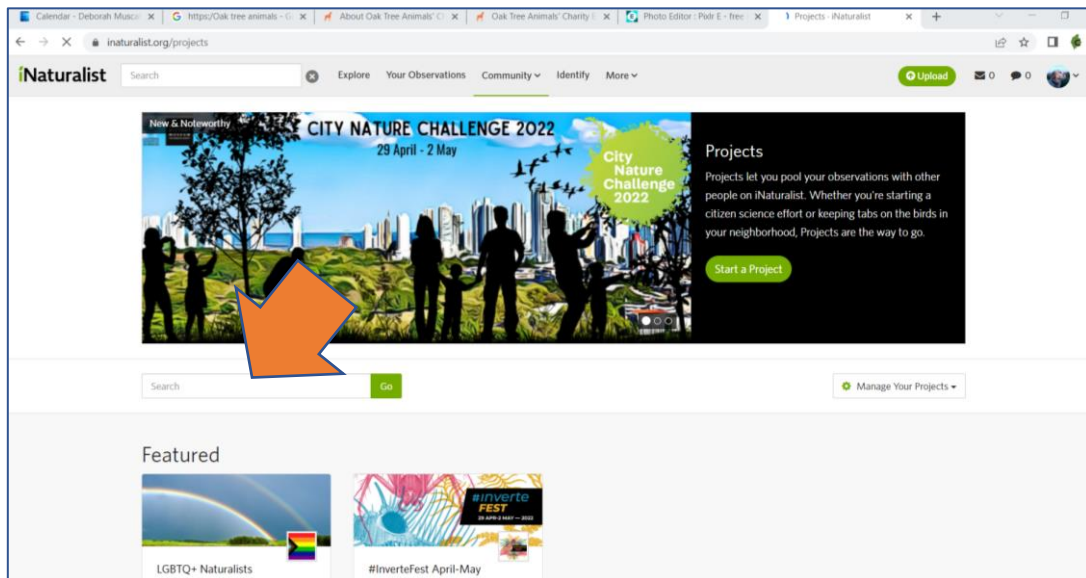 Calendar - Deborah Musca
https:/Oak tree animals - G
About Oak Tree Animals' C
Oak Tree Animals' Charity
Photo Editor : Pixlr E - free
Projects · iNaturalist
inaturalist.org/projects
iNaturalist
Search
Explore
Your Observations
Community
Identify
More
Upload
0
0
New & Noteworthy
CITY NATURE CHALLENGE 2022
29 April - 2 May
City
Nature
Challenge
2022
Projects
Projects let you pool your observations with other
people on iNaturalist. Whether you're starting a
citizen science effort or keeping tabs on the birds in
your neighborhood, Projects are the way to go.
Start a Project
Search
Go
Manage Your Projects
Featured
#inverte
FEST
29 APR-2 MAY — 2022
LGBTQ+ Naturalists
#InverteFest April-May